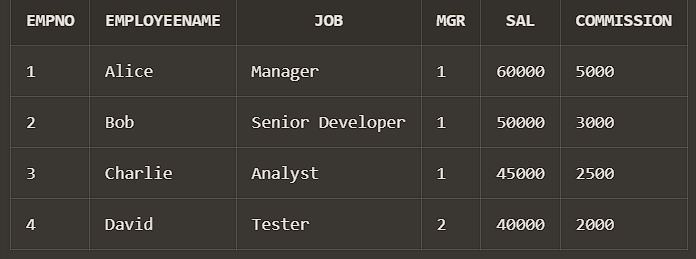 EMPNO EMPLOYEENAME JOB MGR SAL COMMISSION
1 Alice Manager 1 60000 5000
2 Bob Senior Developer 1 50000 3000
3 Charlie Analyst 1 45000 2500
4 David Tester 2 40000 2000